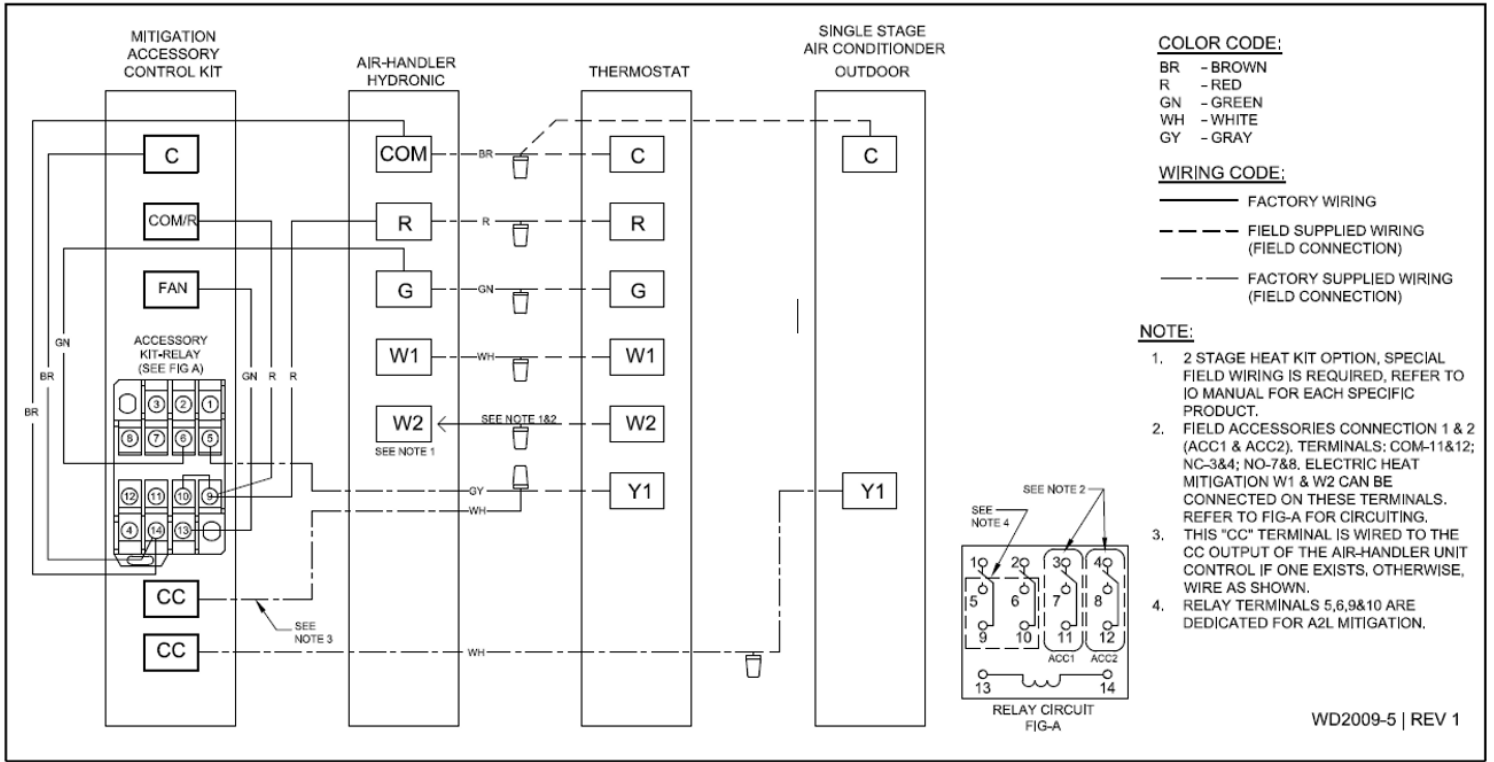 MITIGATION
ACCESSORY
CONTROL KIT
AIR-HANDLER
HYDRONIC
THERMOSTAT
SINGLE STAGE
AIR CONDITIONDER
OUTDOOR
C
COM/R
FAN
ACCESSORY
KIT-RELAY
(SEE FIG A)
3 2 1
8 7 6 5
12 11 10 9
4 14 13
CC
CC
BR
BR
GN
GN
R
R
COM
R
G
W1
W2
SEE NOTE 1
BR
R
GN
WH
SEE NOTE 1&2
GY
WH
SEE
NOTE 3
WH
C
R
G
W1
W2
Y1
C
Y1
COLOR CODE:
BR – BROWN
R – RED
GN – GREEN
WH – WHITE
GY – GRAY
WIRING CODE:
FACTORY WIRING
FIELD SUPPLIED WIRING
(FIELD CONNECTION)
FACTORY SUPPLIED WIRING
(FIELD CONNECTION)
NOTE:
1. 2 STAGE HEAT KIT OPTION, SPECIAL
FIELD WIRING IS REQUIRED, REFER TO
IO MANUAL FOR EACH SPECIFIC
PRODUCT.
2. FIELD ACCESSORIES CONNECTION 1 & 2
(ACC1 & ACC2). TERMINALS: COM-11&12;
NC-3&4; NO-7&8. ELECTRIC HEAT
MITIGATION W1 & W2 CAN BE
CONNECTED ON THESE TERMINALS.
REFER TO FIG-A FOR CIRCUITING.
3. THIS "CC" TERMINAL IS WIRED TO THE
CC OUTPUT OF THE AIR-HANDLER UNIT
CONTROL IF ONE EXISTS, OTHERWISE,
WIRE AS SHOWN.
4. RELAY TERMINALS 5,6,9&10 ARE
DEDICATED FOR A2L MITIGATION.
SEE NOTE 2
SEE
NOTE 4
1 2 3 4
5 6 7 8
9 10 11 12
ACC1 ACC2
13 14
RELAY CIRCUIT
FIG-A
WD2009-5 | REV 1